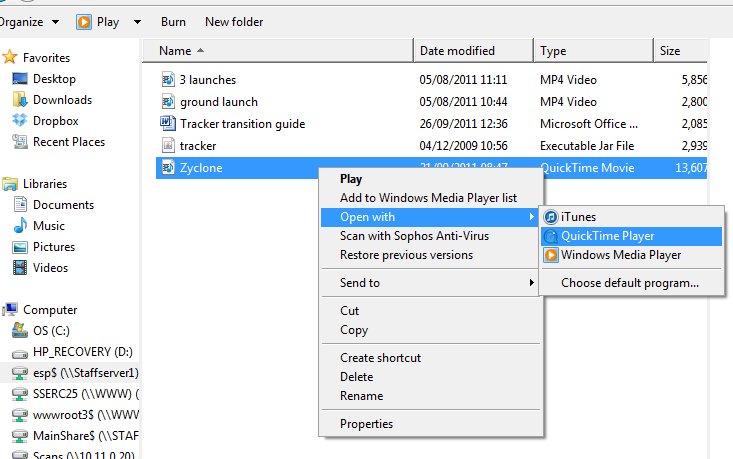 Organize Play Burn New folder
Favorites
Desktop
Downloads
Dropbox
Recent Places
Libraries
Documents
Music
Pictures
Videos
Computer
OS (C:)
HP_RECOVERY (D:)
esp$ (\\Staffserver1)
SSERC25 (\\WWW) (
wwwroot3$ (\\WWW
MainShare$ (\\STAF
Scans (\\10.11.0.20)
Name Date modified Type Size
3 launches 05/08/2011 11:11 MP4 Video 5,856
ground launch 05/08/2011 10:44 MP4 Video 2,800
Tracker transition guide 26/09/2011 12:36 Microsoft Office ... 2,085
tracker 04/12/2009 10:56 Executable Jar File 2,939
Zyclone 21/09/2011 08:47 QuickTime Movie 13,607
Play
Add to Windows Media Player list
Open with
Scan with Sophos Anti-Virus
Restore previous versions
Send to
Cut
Copy
Create shortcut
Delete
Rename
Properties
iTunes
QuickTime Player
Windows Media Player
Choose default program...